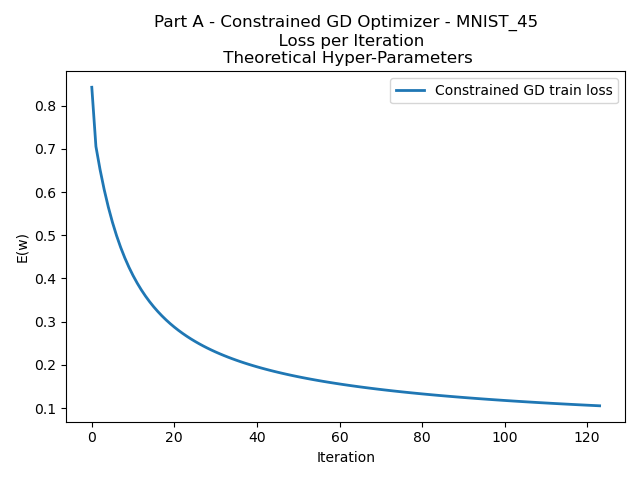 Part A - Constrained GD Optimizer - MNIST_45
Loss per Iteration
Theoretical Hyper-Parameters
Constrained GD train loss
E(w)
0.8
0.7
0.6
0.5
0.4
0.3
0.2
0.1
0 20 40 60 80 100 120
Iteration